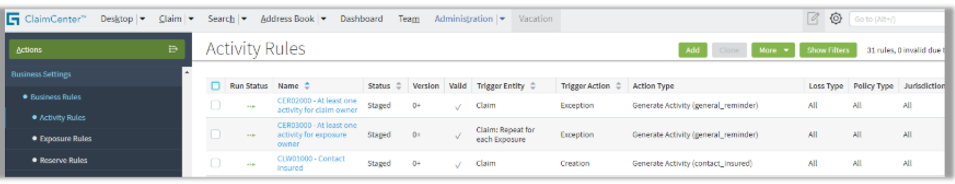 ClaimCenter™ Desktop Claim Search Address Book Dashboard Team Administration Vacation Go to (Alt+/)
Actions
Activity Rules
Add Clone More Show Filters 31 rules, 0 invalid due t
Business Settings
Business Rules
Activity Rules
Exposure Rules
Reserve Rules
Run Status Name Status Version Valid Trigger Entity Trigger Action Action Type Loss Type Policy Type Jurisdiction
CER02000 - At least one
activity for claim owner
Staged 0+ Claim Exception Generate Activity (general_reminder) All All All
CER03000 - At least one
activity for exposure
owner
Staged 0+ Claim: Repeat for
each Exposure
Exception Generate Activity (general_reminder) All All All
CLW01000 - Contact
Insured
Staged 0+ Claim Creation Generate Activity (contact_insured) All All All